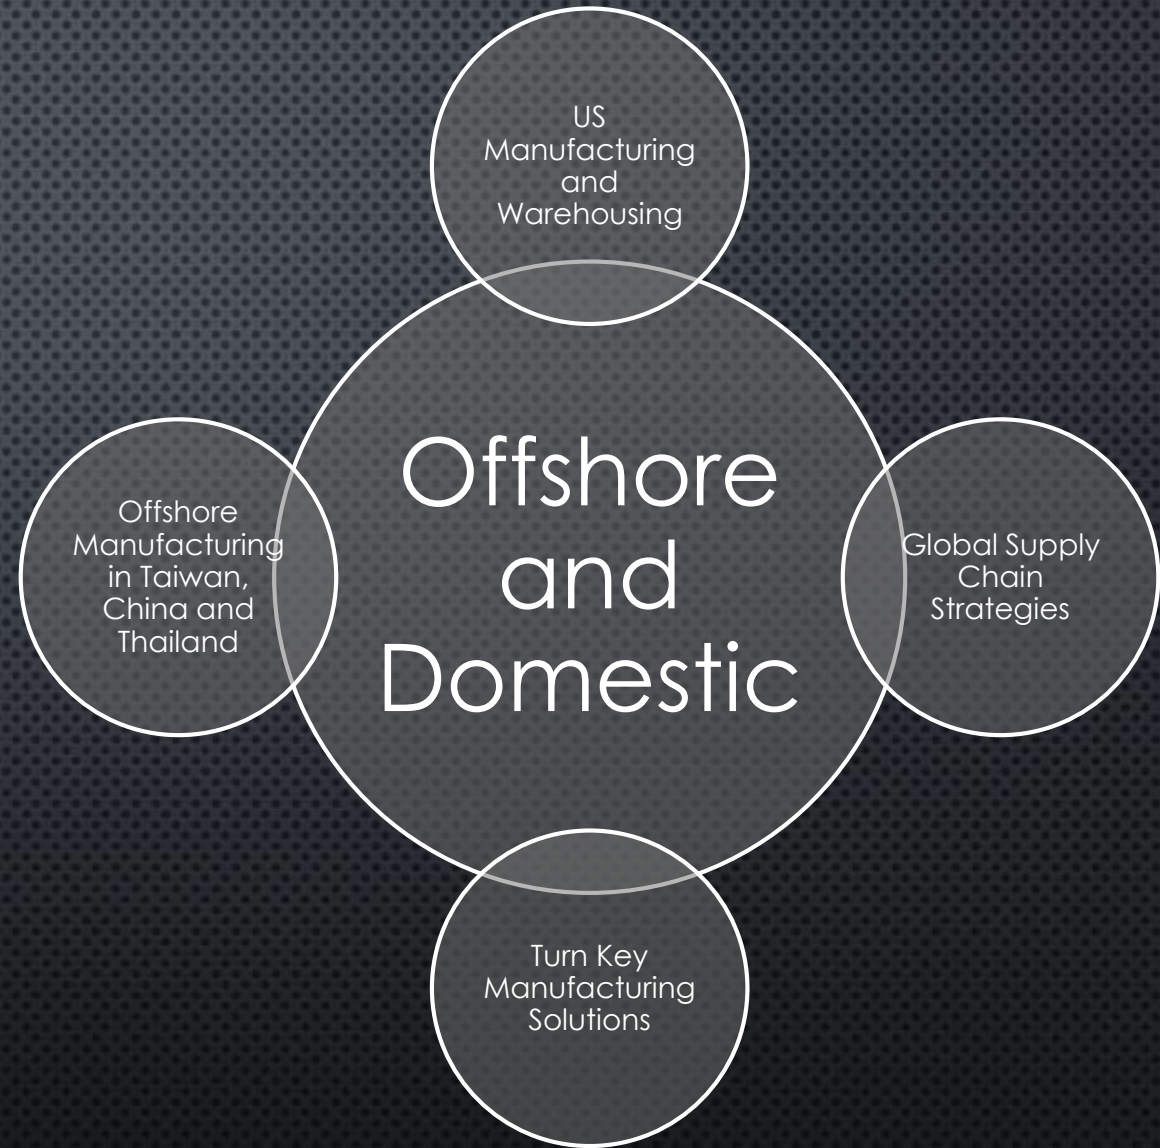 US
Manufacturing
and
Warehousing
Offshore
and
Domestic
Offshore
Manufacturing
in Taiwan,
China and
Thailand
Global Supply
Chain
Strategies
Turn Key
Manufacturing
Solutions